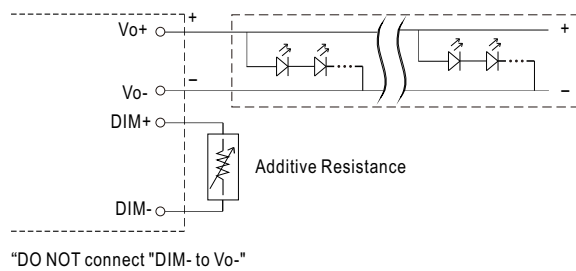 Vo+
+
+
−
Vo-
−
DIM+
Additive Resistance
DIM-
“DO NOT connect "DIM- to Vo-"